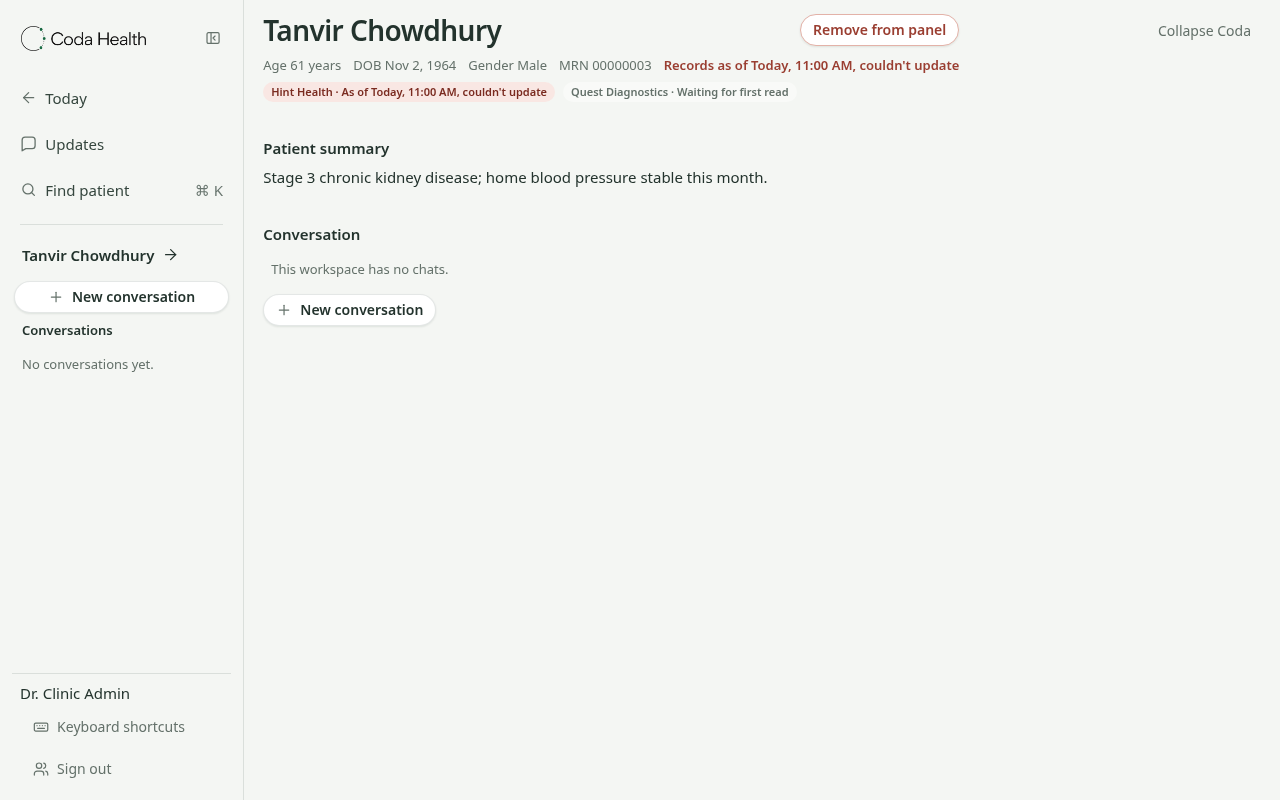 Coda Health
Today
Updates
Find patient ⌘ K
Tanvir Chowdhury
New conversation
Conversations
No conversations yet.
Dr. Clinic Admin
Keyboard shortcuts
Sign out
Tanvir Chowdhury
Remove from panel
Collapse Coda
Age 61 years DOB Nov 2, 1964 Gender Male MRN 00000003 Records as of Today, 11:00 AM, couldn't update
Hint Health · As of Today, 11:00 AM, couldn't update Quest Diagnostics · Waiting for first read
Patient summary
Stage 3 chronic kidney disease; home blood pressure stable this month.
Conversation
This workspace has no chats.
New conversation